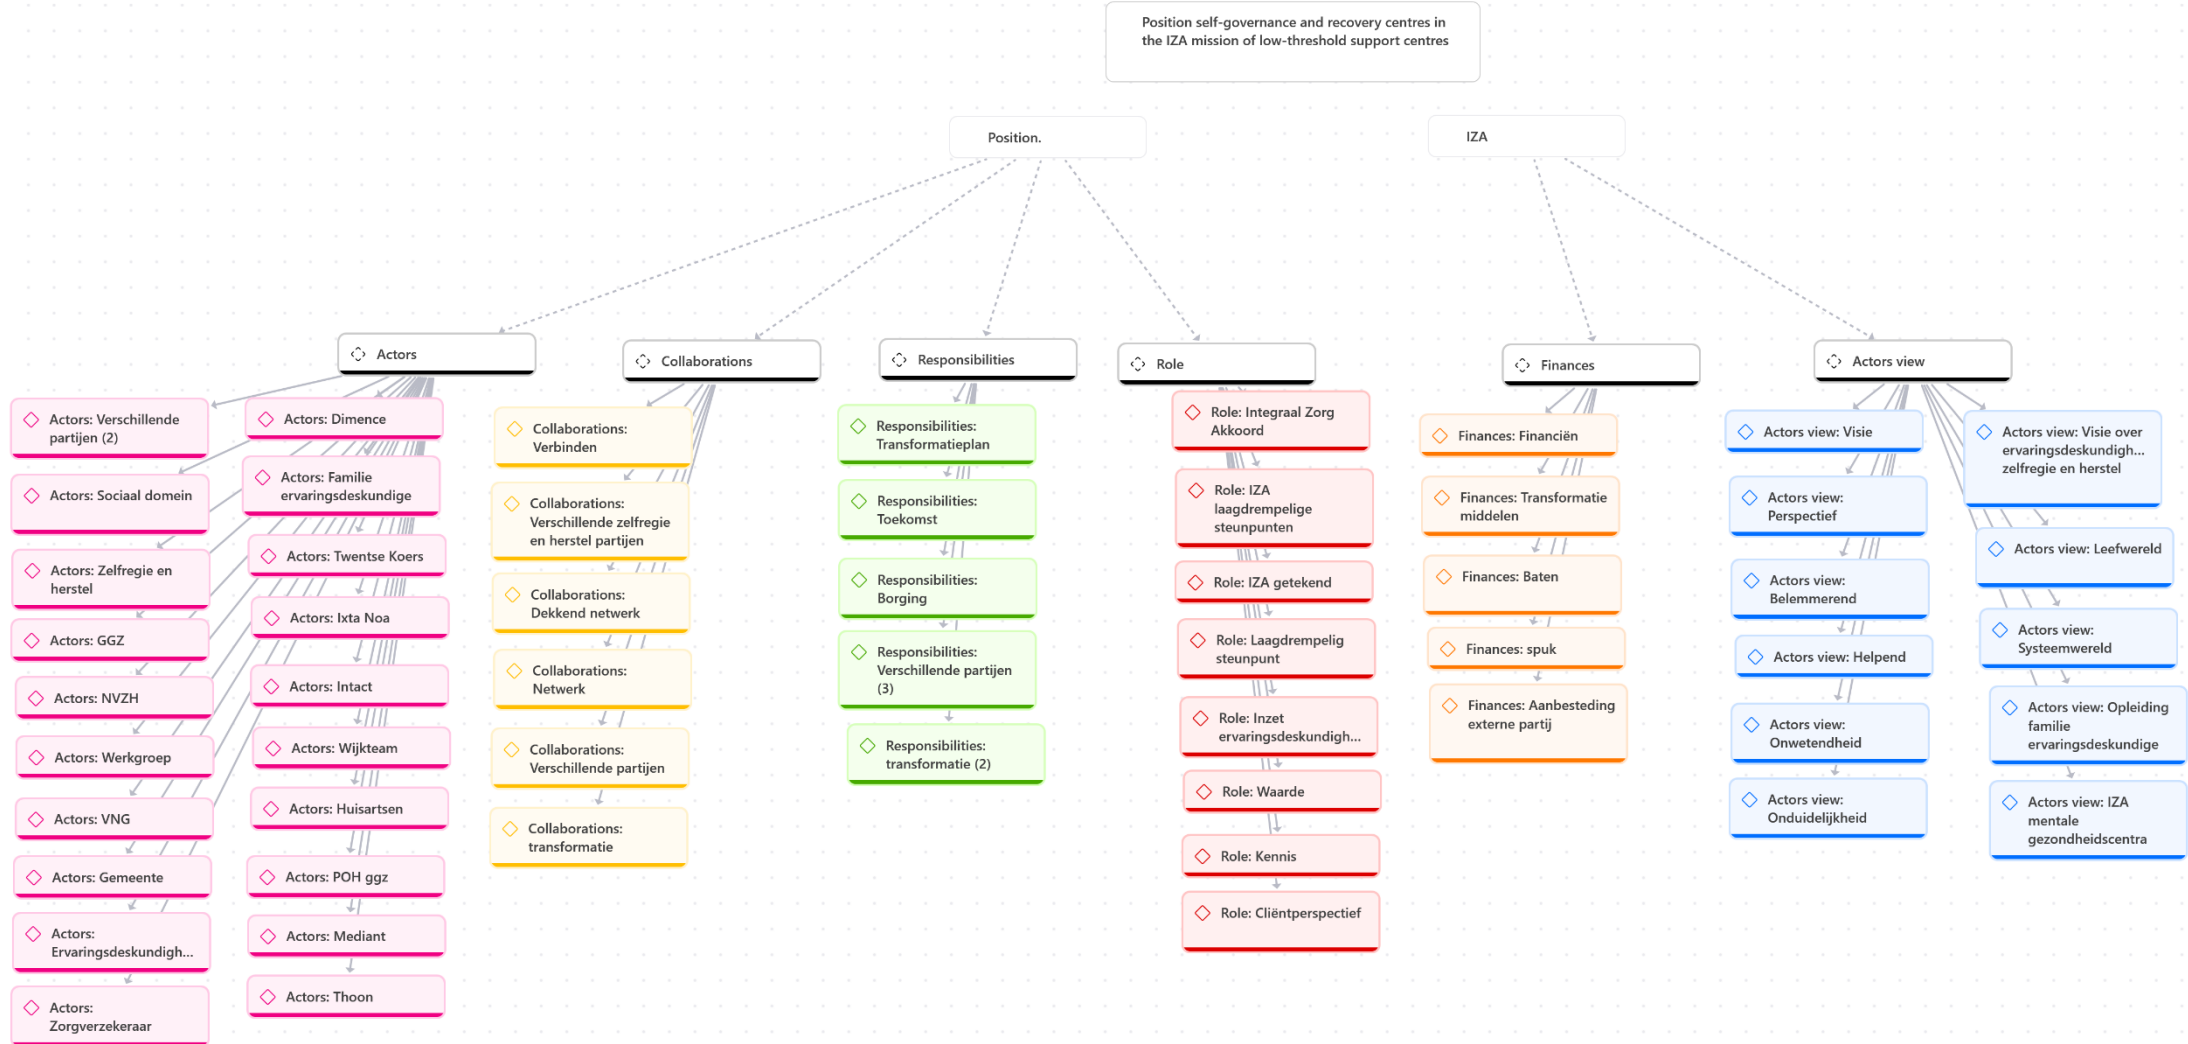 Position self-governance and recovery centres in
the IZA mission of low-threshold support centres
Position.
IZA
Actors
Collaborations
Responsibilities
Role
Finances
Actors view
Actors: Verschillende
partijen (2)
Actors: Sociaal domein
Actors: Zelfregie en
herstel
Actors: GGZ
Actors: NVZH
Actors: Werkgroep
Actors: VNG
Actors: Gemeente
Actors:
Ervaringsdeskundigh...
Actors:
Zorgverzekeraar
Actors: Dimence
Actors: Familie
ervaringsdeskundige
Actors: Twentse Koers
Actors: Ixta Noa
Actors: Intact
Actors: Wijkteam
Actors: Huisartsen
Actors: POH ggz
Actors: Mediant
Actors: Thoon
Collaborations:
Verbinden
Collaborations:
Verschillende zelfregie
en herstel partijen
Collaborations:
Dekkend netwerk
Collaborations:
Netwerk
Collaborations:
Verschillende partijen
Collaborations:
transformatie
Responsibilities:
Transformatieplan
Responsibilities:
Toekomst
Responsibilities:
Borging
Responsibilities:
Verschillende partijen
(3)
Responsibilities:
transformatie (2)
Role: Integraal Zorg
Akkoord
Role: IZA
laagdrempelige
steunpunten
Role: IZA getekend
Role: Laagdrempelig
steunpunt
Role: Inzet
ervaringsdeskundigh...
Role: Waarde
Role: Kennis
Role: Cliëntperspectief
Finances: Financiën
Finances: Transformatie
middelen
Finances: Baten
Finances: spuk
Finances: Aanbesteding
externe partij
Actors view: Visie
Actors view:
Perspectief
Actors view:
Belemmerend
Actors view: Helpend
Actors view:
Onwetendheid
Actors view:
Onduidelijkheid
Actors view: Visie over
ervaringsdeskundigh...
zelfregie en herstel
Actors view: Leefwereld
Actors view:
Systeemwereld
Actors view: Opleiding
familie
ervaringsdeskundige
Actors view: IZA
mentale
gezondheidscentra